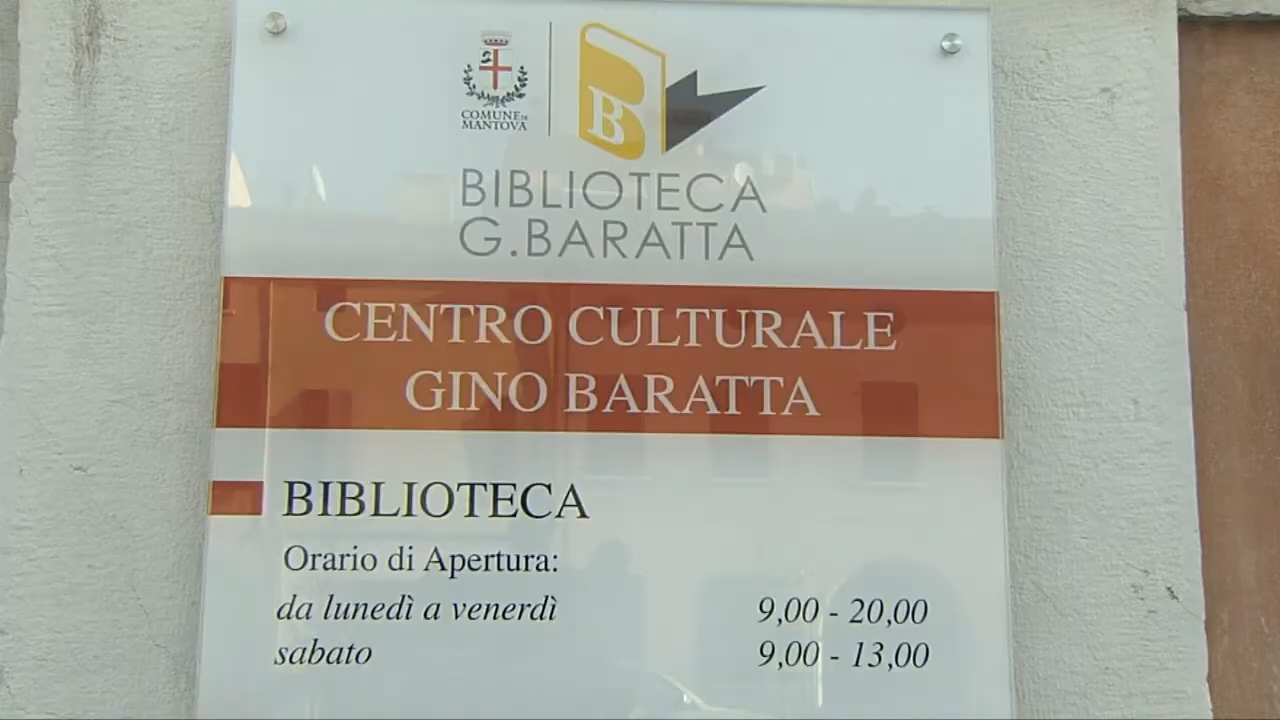 COMUNE DI
MANTOVA
B
BIBLIOTECA
G.BARATTA
CENTRO CULTURALE
GINO BARATTA
BIBLIOTECA
Orario di Apertura:
da lunedì a venerdì 9,00 - 20,00
sabato 9,00 - 13,00